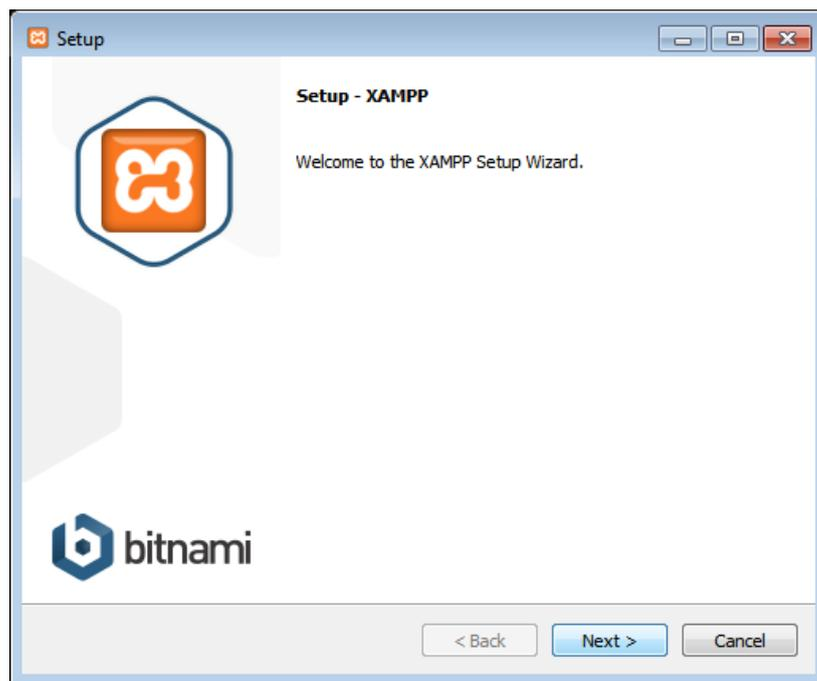 Setup
Setup - XAMPP
Welcome to the XAMPP Setup Wizard.
bitnami
< Back
Next >
Cancel